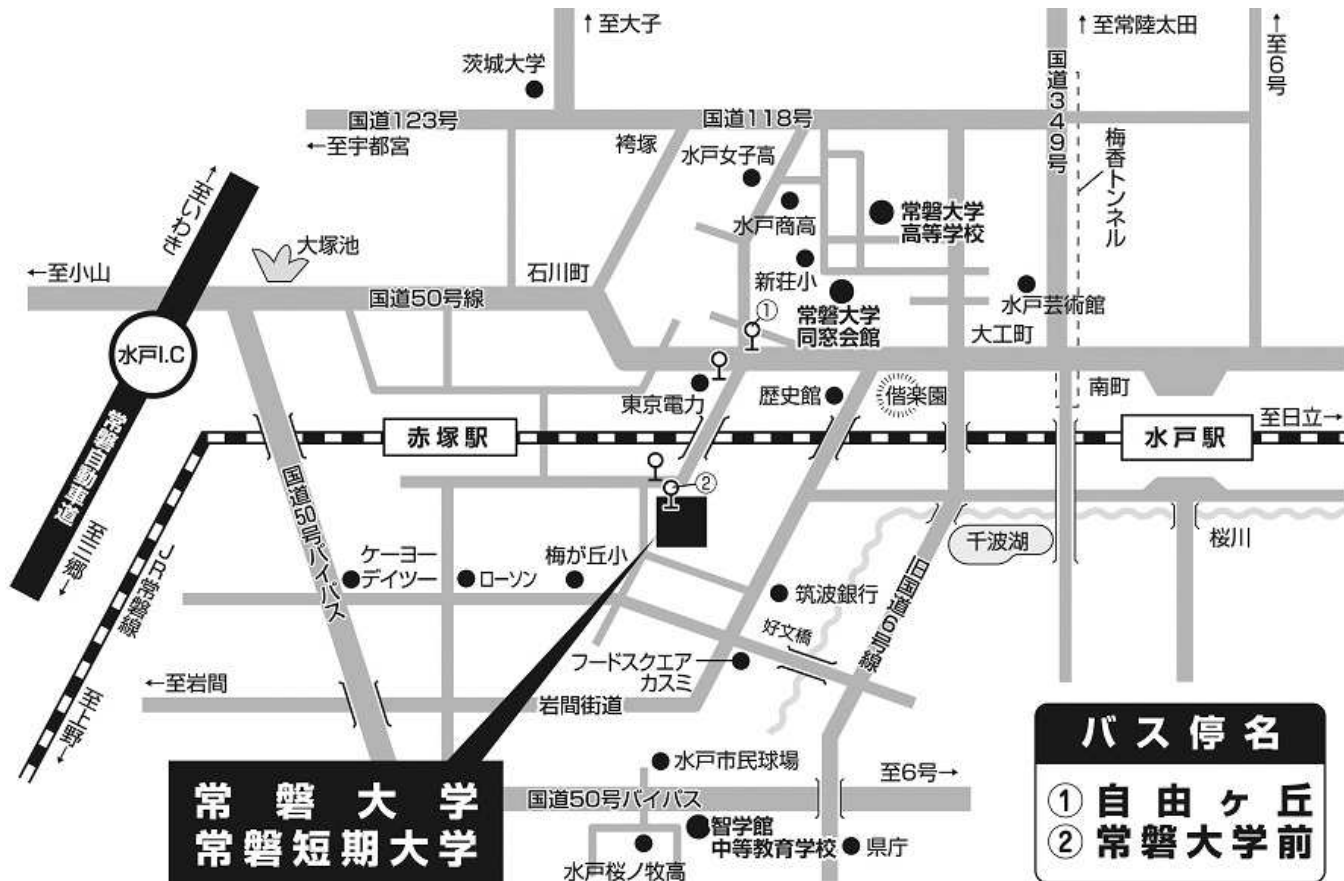 ↑至大子
↑至常陸太田
↑至6号
茨城大学
国道349号
国道123号
国道118号
←至宇都宮
袴塚
水戸女子高
梅香トンネル
←至いわき
水戸商高
常磐大学
高等学校
大塚池
←至小山
石川町
新荘小
国道50号線
①
常磐大学
同窓会館
水戸芸術館
大工町
水戸I.C
東京電力
歴史館
偕楽園
南町
常磐自動車道
赤塚駅
水戸駅
至日立→
国道50号バイパス
②
至三郷→
JR常磐線
ケーヨー
デイツー
ローソン
梅が丘小
千波湖
桜川
筑波銀行
旧国道6号線
好文橋
フードスクエア
カスミ
←至岩間
岩間街道
至上野→
常磐大学
常磐短期大学
水戸市民球場
至6号→
国道50号バイパス
智学館
中等教育学校
県庁
水戸桜ノ牧高
バス停名
① 自由ヶ丘
② 常磐大学前